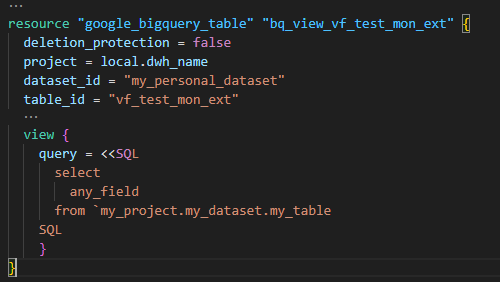 ...
resource "google_bigquery_table" "bq_view_vf_test_mon_ext" {
deletion_protection = false
project = local.dwh_name
dataset_id = "my_personal_dataset"
table_id = "vf_test_mon_ext"
...
view {
query = <<SQL
select
any_field
from `my_project.my_dataset.my_table
SQL
}
}